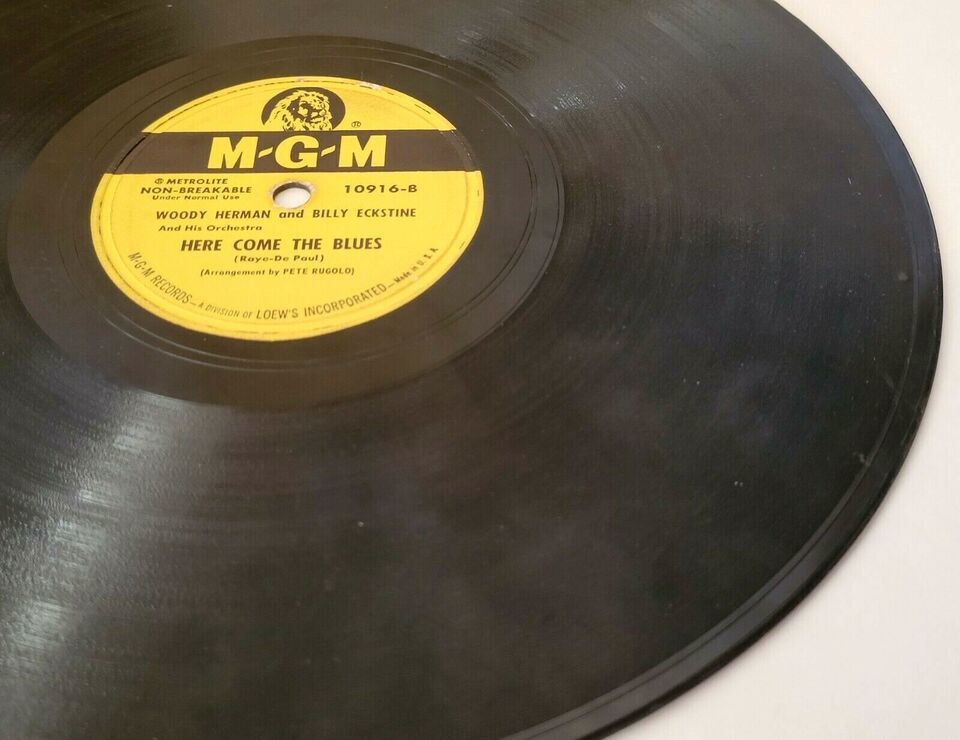 M-G-M
Ⓡ METROLITE
NON-BREAKABLE
Under Normal Use
10916-B
WOODY HERMAN and BILLY ECKSTINE
And His Orchestra
HERE COME THE BLUES
(Raye-De Paul)
(Arrangement by PETE RUGOLO)
M-G-M RECORDS—A DIVISION OF LOEW'S INCORPORATED—Made in U. S. A